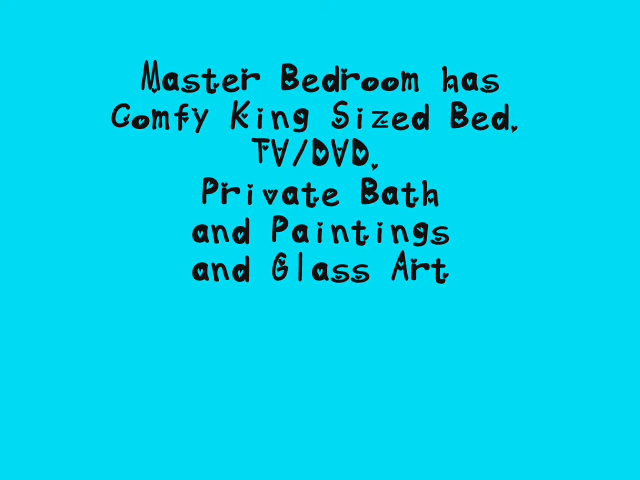 Master Bedroom has
Comfy King Sized Bed,
TV/DVD,
Private Bath
and Paintings
and Glass Art